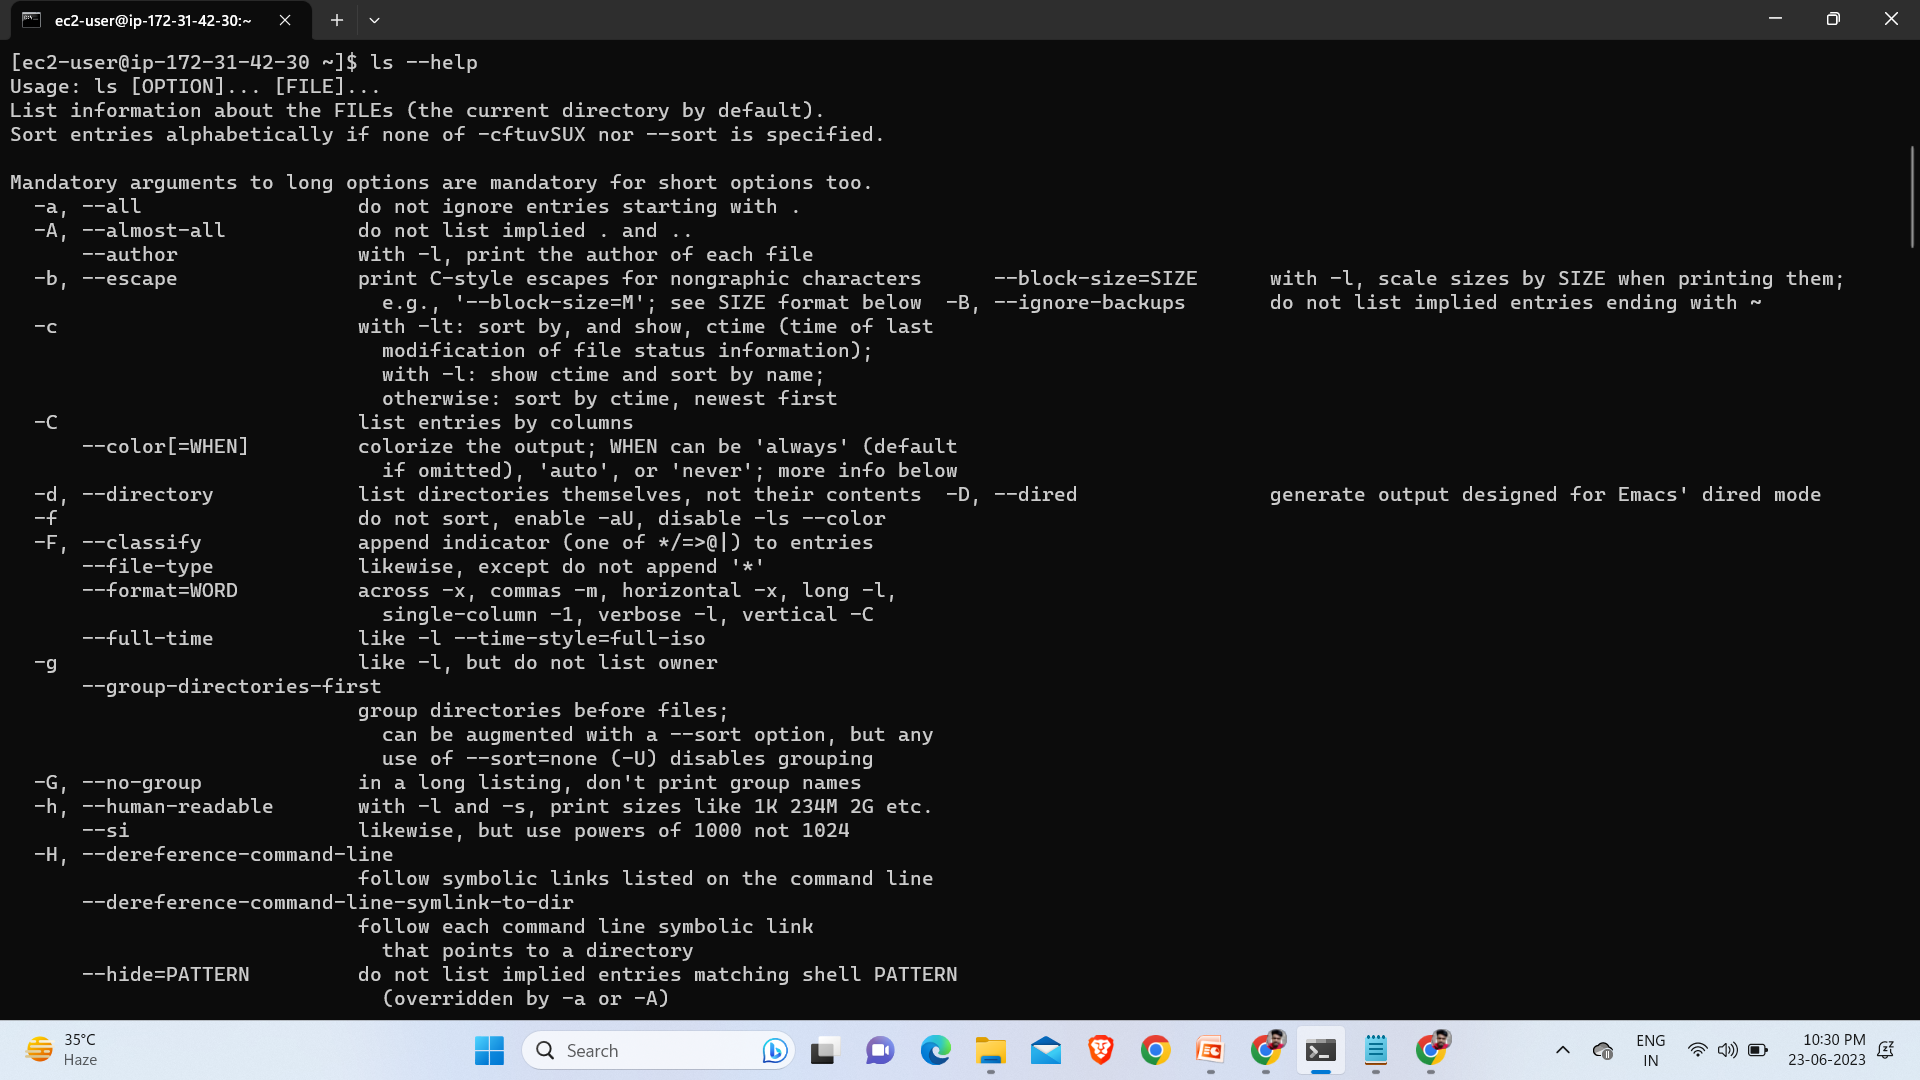 ec2-user@ip-172-31-42-30:~
[ec2-user@ip-172-31-42-30 ~]$ ls --help
Usage: ls [OPTION]... [FILE]...
List information about the FILEs (the current directory by default).
Sort entries alphabetically if none of -cftuvSUX nor --sort is specified.

Mandatory arguments to long options are mandatory for short options too.
  -a, --all                  do not ignore entries starting with .
  -A, --almost-all           do not list implied . and ..
      --author               with -l, print the author of each file
  -b, --escape               print C-style escapes for nongraphic characters      --block-size=SIZE      with -l, scale sizes by SIZE when printing them;
                               e.g., '--block-size=M'; see SIZE format below  -B, --ignore-backups       do not list implied entries ending with ~
  -c                         with -lt: sort by, and show, ctime (time of last
                               modification of file status information);
                               with -l: show ctime and sort by name;
                               otherwise: sort by ctime, newest first
  -C                         list entries by columns
      --color[=WHEN]         colorize the output; WHEN can be 'always' (default
                               if omitted), 'auto', or 'never'; more info below
  -d, --directory            list directories themselves, not their contents  -D, --dired                generate output designed for Emacs' dired mode
  -f                         do not sort, enable -aU, disable -ls --color
  -F, --classify             append indicator (one of */=>@|) to entries
      --file-type            likewise, except do not append '*'
      --format=WORD          across -x, commas -m, horizontal -x, long -l,
                               single-column -1, verbose -l, vertical -C
      --full-time            like -l --time-style=full-iso
  -g                         like -l, but do not list owner
      --group-directories-first
                             group directories before files;
                               can be augmented with a --sort option, but any
                               use of --sort=none (-U) disables grouping
  -G, --no-group             in a long listing, don't print group names
  -h, --human-readable       with -l and -s, print sizes like 1K 234M 2G etc.
      --si                   likewise, but use powers of 1000 not 1024
  -H, --dereference-command-line
                             follow symbolic links listed on the command line
      --dereference-command-line-symlink-to-dir
                             follow each command line symbolic link
                               that points to a directory
      --hide=PATTERN         do not list implied entries matching shell PATTERN
                               (overridden by -a or -A)
35°C
Haze
Search
ENG
IN
10:30 PM
23-06-2023